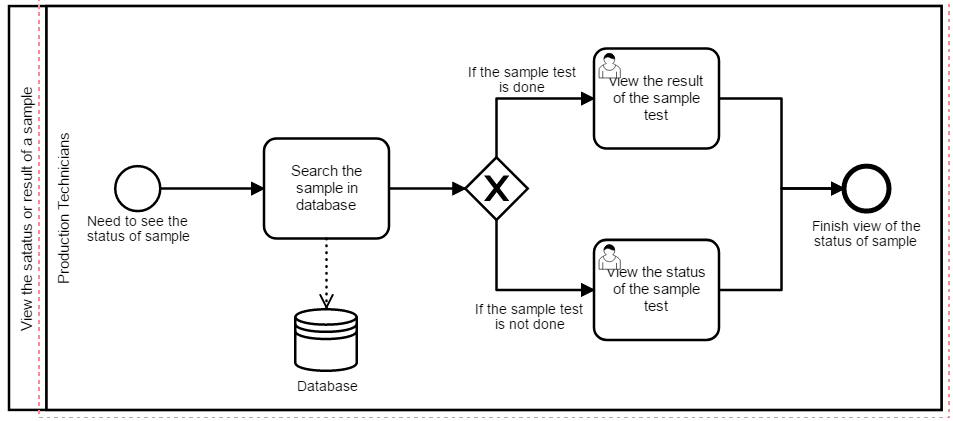 View the satatus or result of a sample
Production Technicians
Need to see the
status of sample
Search the
sample in
database
Database
If the sample test
is done
X
If the sample test
is not done
View the result
of the sample
test
View the status
of the sample
test
Finish view of the
status of sample